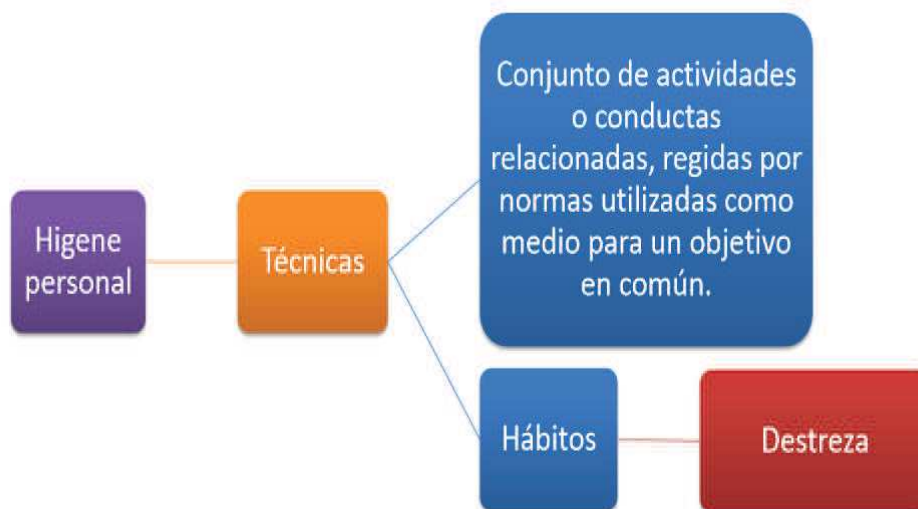 Higene
personal
Técnicas
Conjunto de actividades
o conductas
relacionadas, regidas por
normas utilizadas como
medio para un objetivo
en común.
Hábitos
Destreza